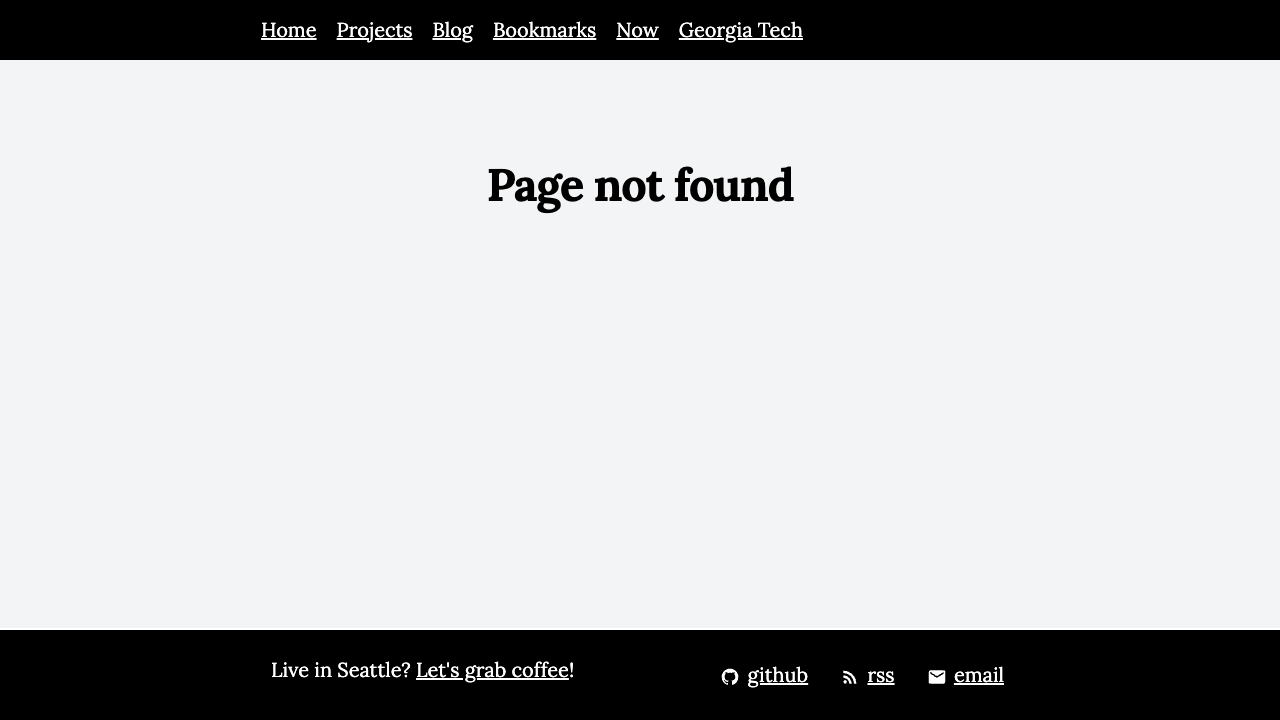 Home Projects Blog Bookmarks Now Georgia Tech
Page not found
Live in Seattle? Let's grab coffee!
github rss email